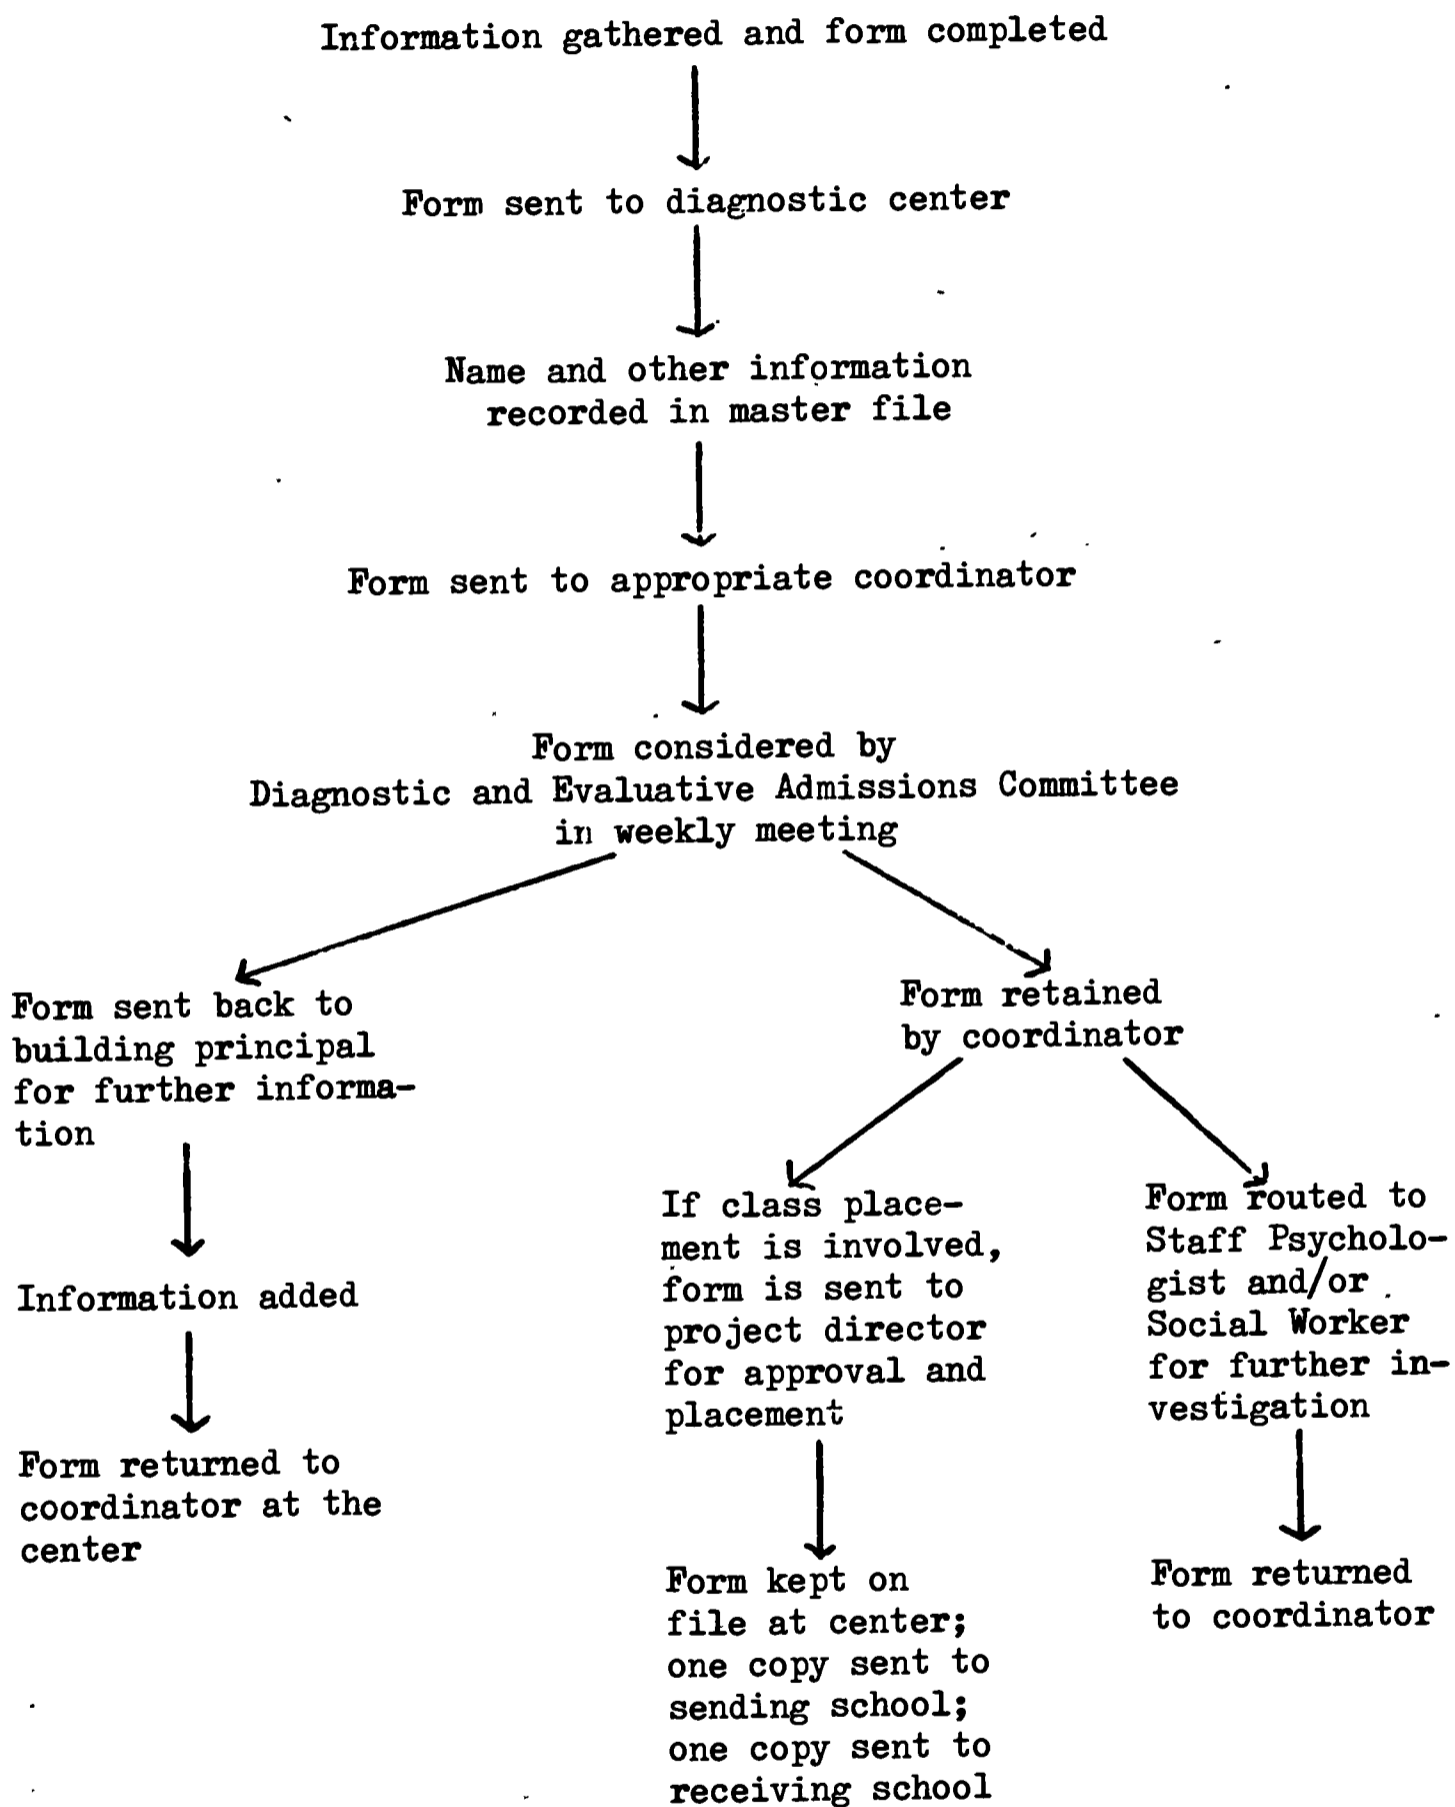 Information gathered and form completed
Form sent to diagnostic center
Name and other information
recorded in master file
Form sent to appropriate coordinator
Form considered by
Diagnostic and Evaluative Admissions Committee
in weekly meeting
Form sent back to
building principal
for further informa-
tion
Information added
Form returned to
coordinator at the
center
Form retained
by coordinator
If class place-
ment is involved,
form is sent to
project director
for approval and
placement
Form kept on
file at center;
one copy sent to
sending school;
one copy sent to
receiving school
Form routed to
Staff Psycholo-
gist and/or
Social Worker
for further in-
vestigation
Form returned
to coordinator